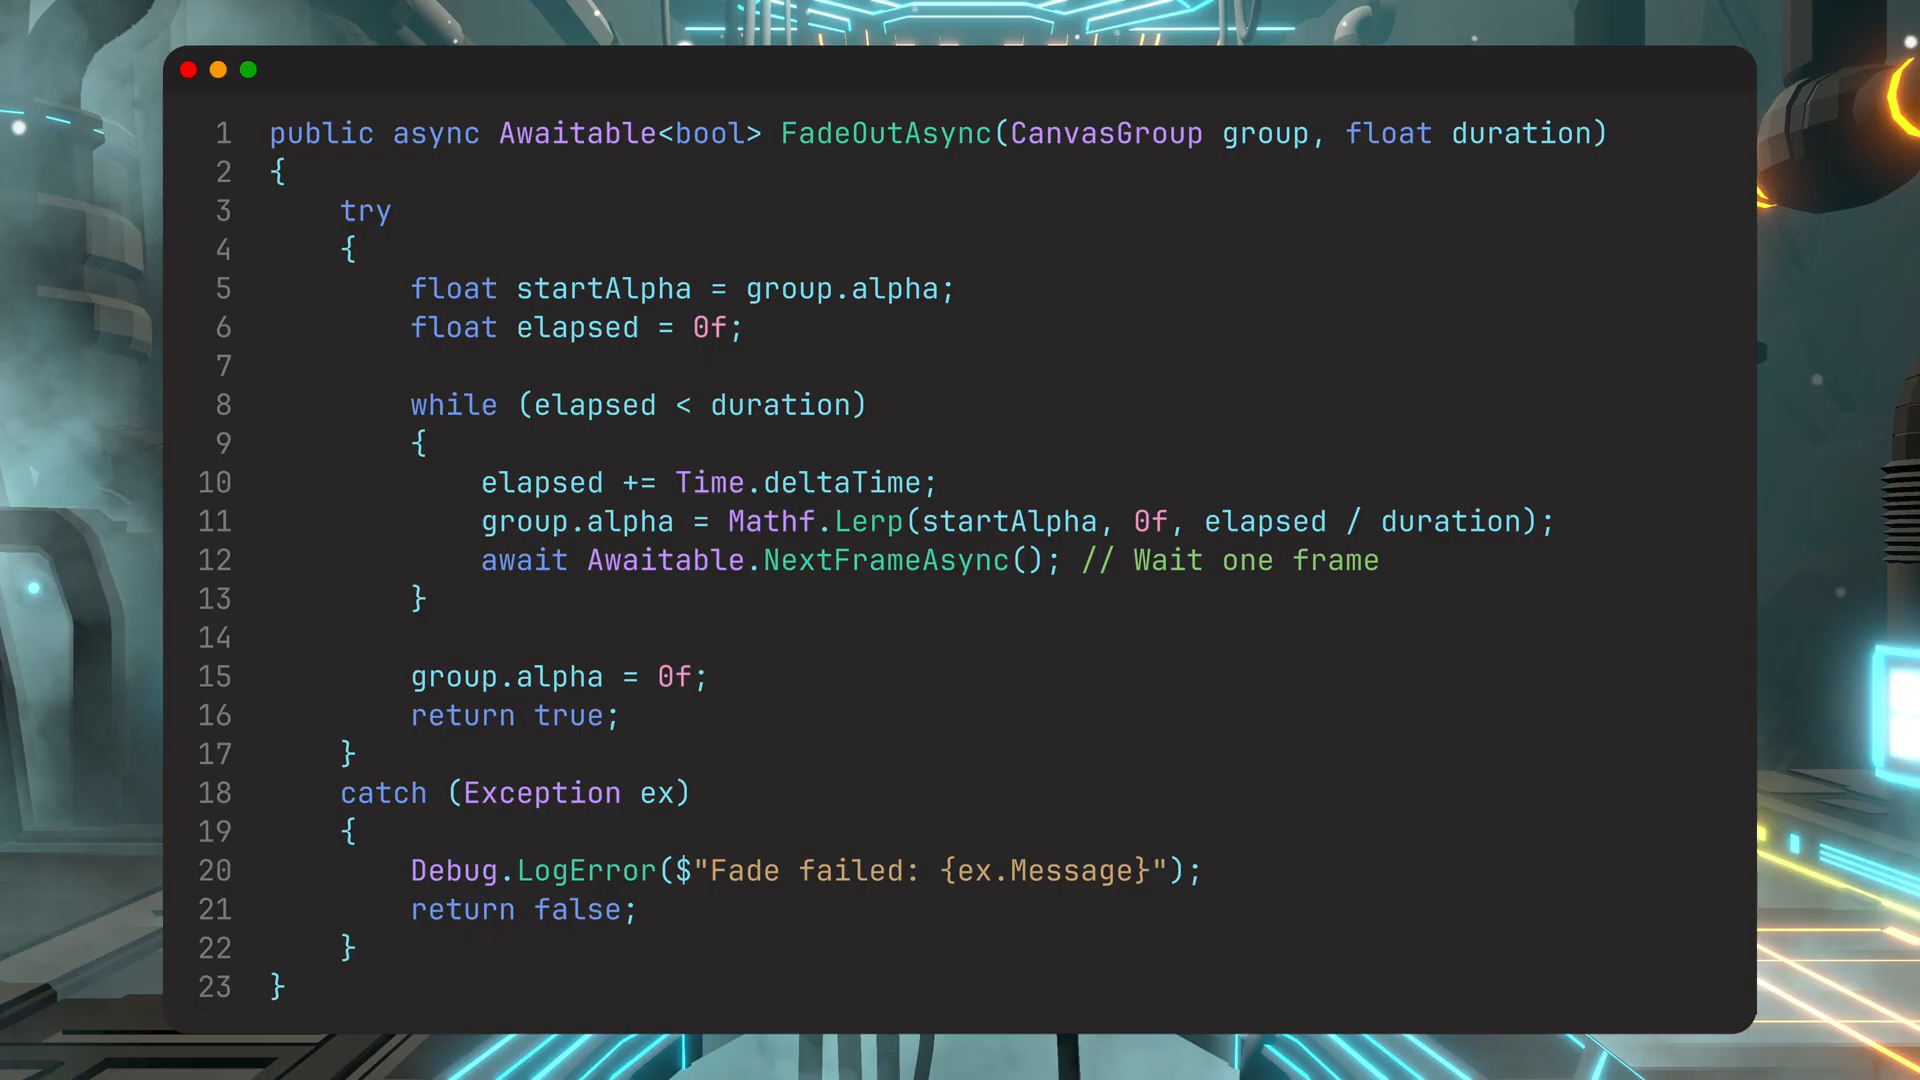 1 public async Awaitable<bool> FadeOutAsync(CanvasGroup group, float duration)
2 {
3     try
4     {
5         float startAlpha = group.alpha;
6         float elapsed = 0f;
7
8         while (elapsed < duration)
9         {
10             elapsed += Time.deltaTime;
11             group.alpha = Mathf.Lerp(startAlpha, 0f, elapsed / duration);
12             await Awaitable.NextFrameAsync(); // Wait one frame
13         }
14
15         group.alpha = 0f;
16         return true;
17     }
18     catch (Exception ex)
19     {
20         Debug.LogError($"Fade failed: {ex.Message}");
21         return false;
22     }
23 }